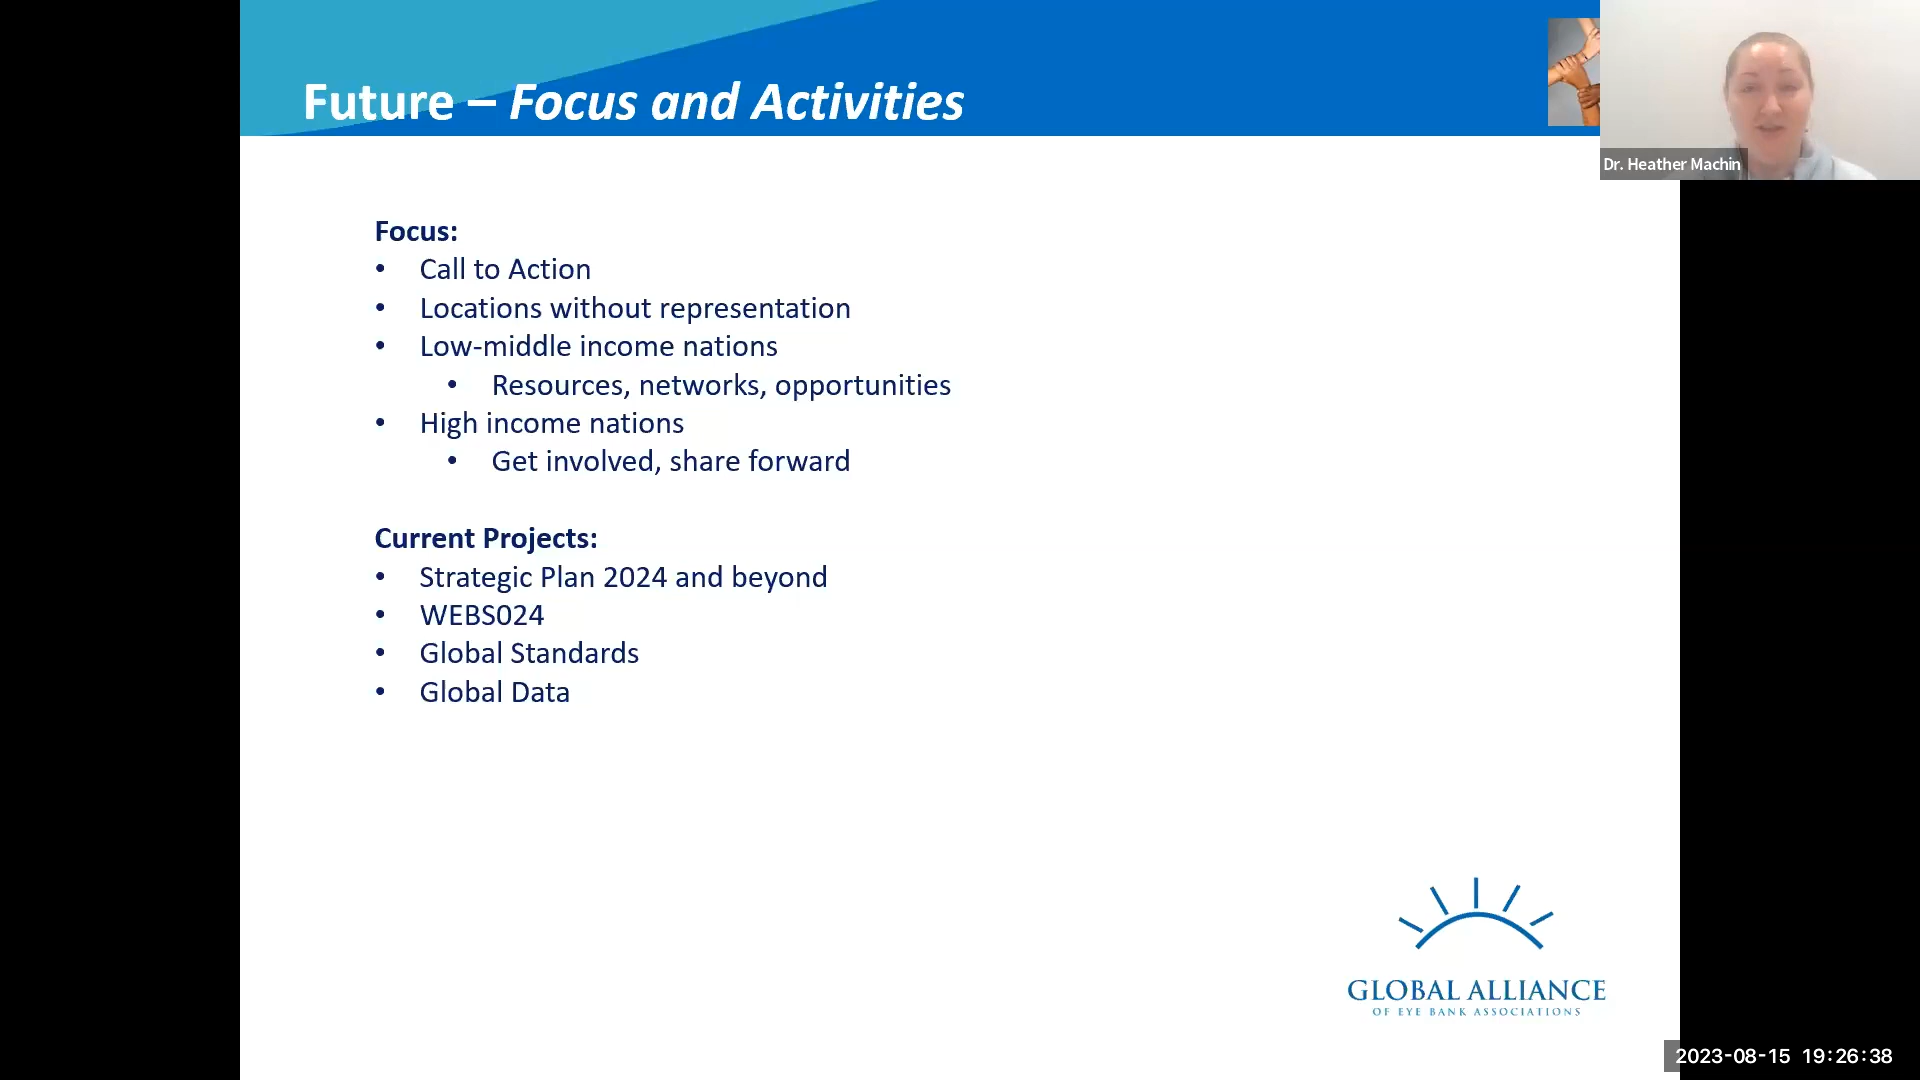 Future – Focus and Activities
Dr. Heather Machin
Focus:
• Call to Action
• Locations without representation
• Low-middle income nations
• Resources, networks, opportunities
• High income nations
• Get involved, share forward
Current Projects:
• Strategic Plan 2024 and beyond
• WEBS024
• Global Standards
• Global Data
GLOBAL ALLIANCE
OF EYE BANK ASSOCIATIONS
2023-08-15 19:26:38